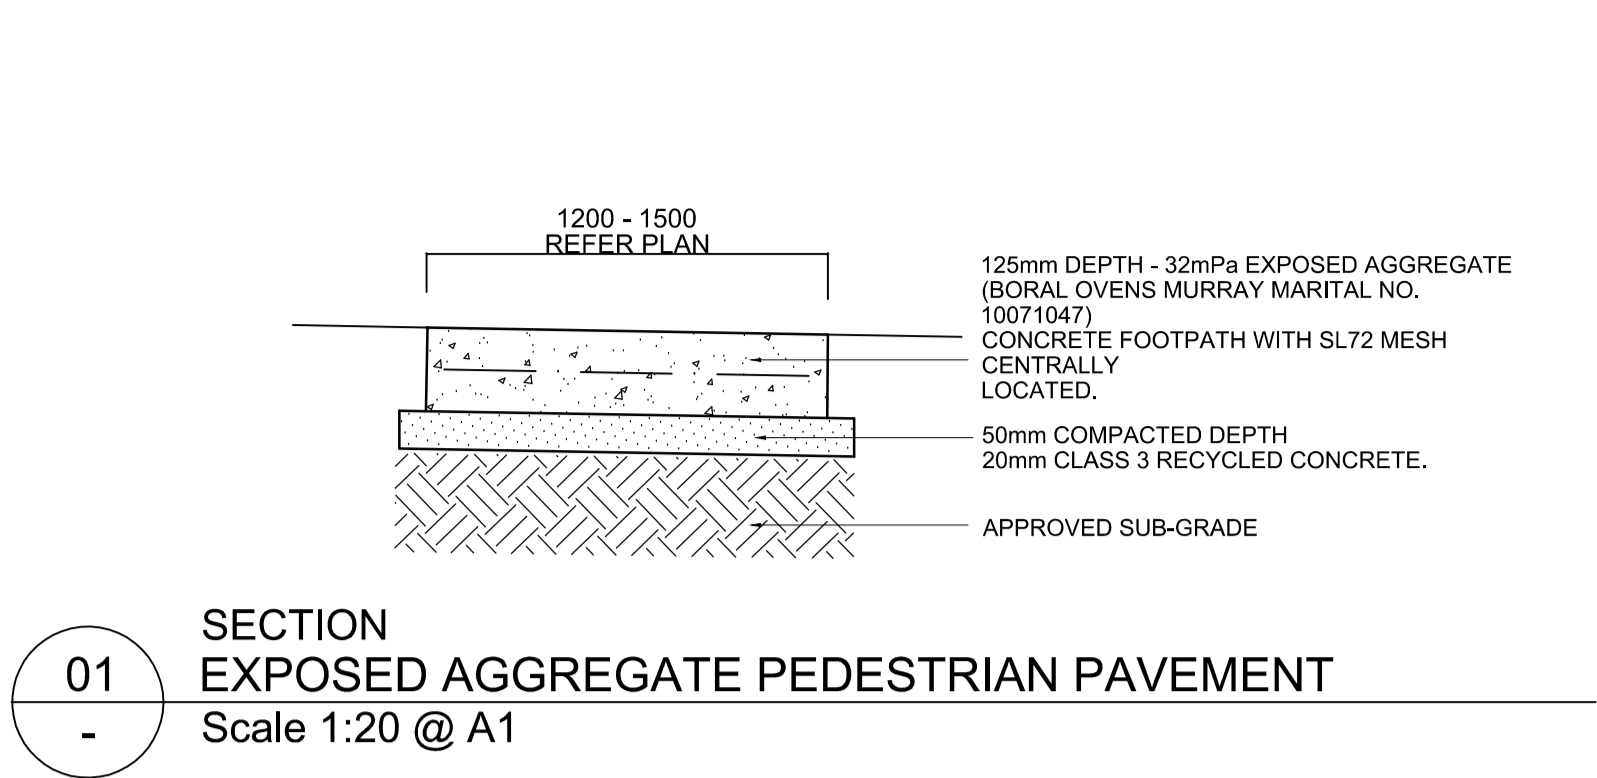 1200 - 1500
REFER PLAN
125mm DEPTH - 32mPa EXPOSED AGGREGATE
(BORAL OVENS MURRAY MARITAL NO.
10071047)
CONCRETE FOOTPATH WITH SL72 MESH
CENTRALLY
LOCATED.
50mm COMPACTED DEPTH
20mm CLASS 3 RECYCLED CONCRETE.
APPROVED SUB-GRADE
SECTION
01
EXPOSED AGGREGATE PEDESTRIAN PAVEMENT
-
Scale 1:20 @ A1